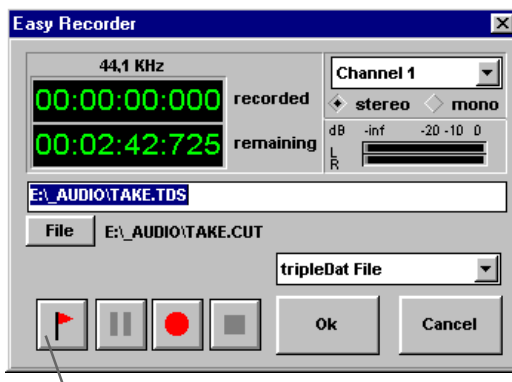 Easy Recorder
44,1 KHz
00:00:00:000 recorded
00:02:42:725 remaining
Channel 1
stereo mono
dB -inf -20 -10 0
L
R
E:\_AUDIO\TAKE.TDS
File E:\_AUDIO\TAKE.CUT
tripleDat File
Ok Cancel